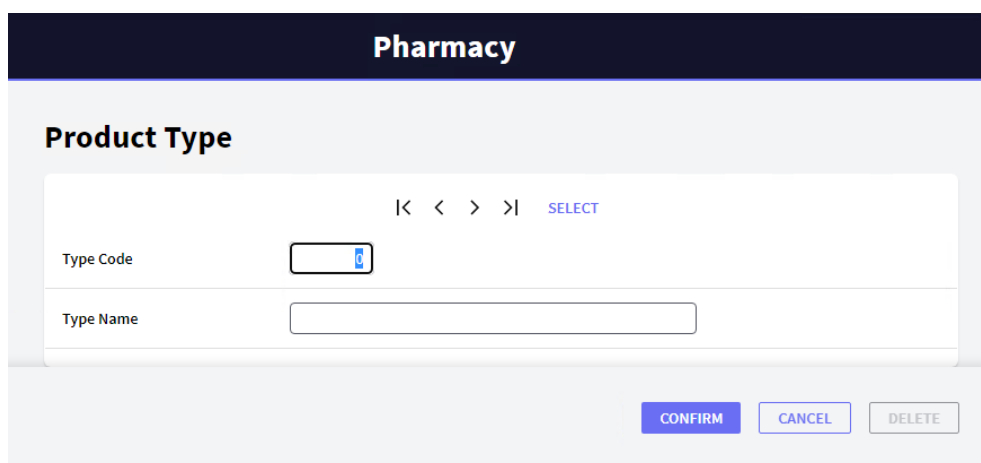 Pharmacy
Product Type
SELECT
Type Code 0
Type Name
CONFIRM CANCEL DELETE